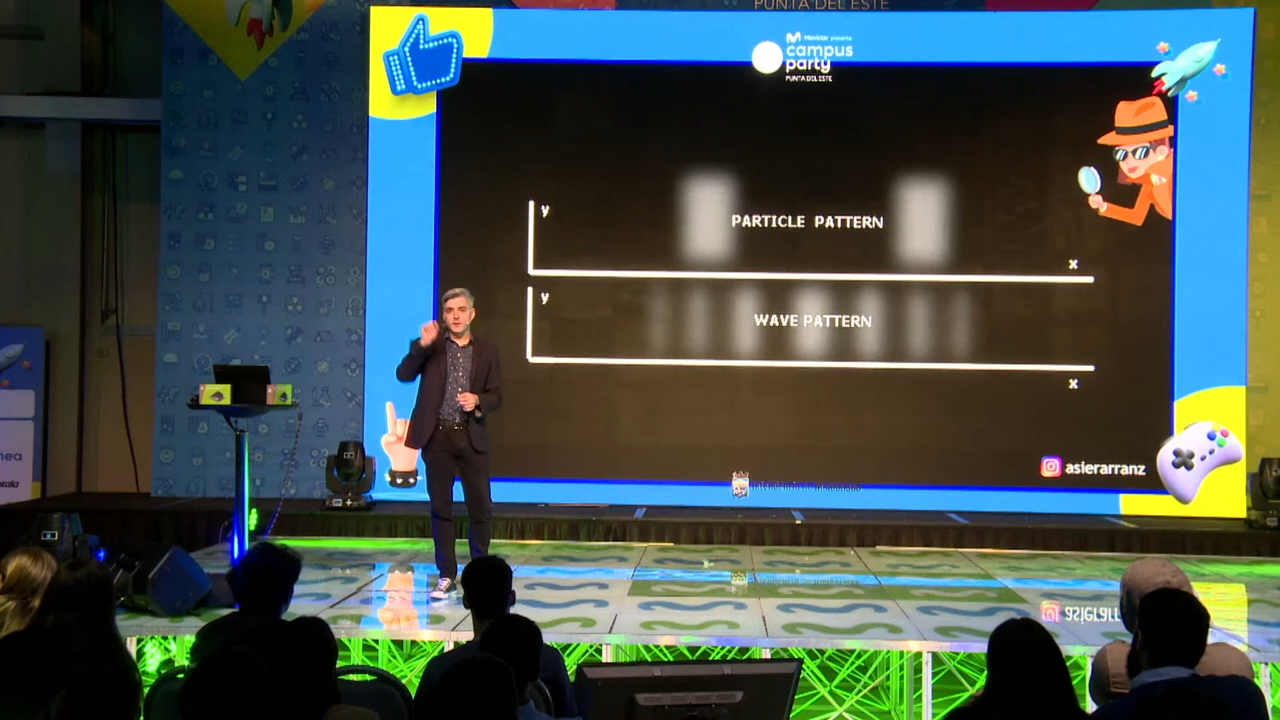 PUNTA DEL ESTE
Movistar presenta
campus
party
PUNTA DEL ESTE
y
PARTICLE PATTERN
x
y
WAVE PATTERN
x
asierarranz